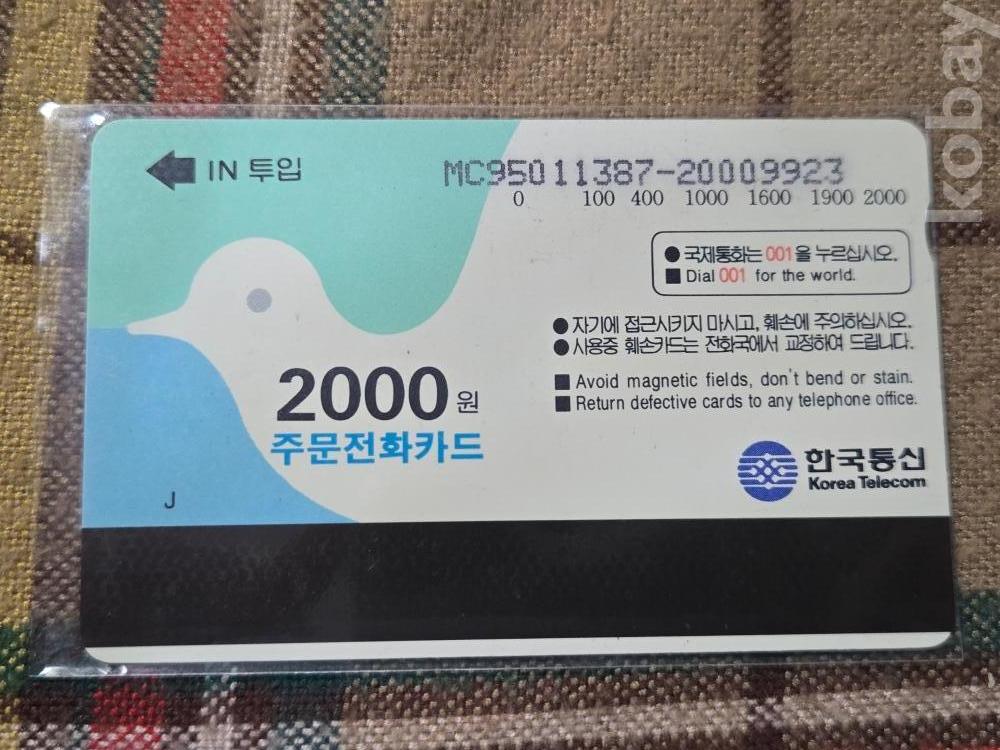 IN 투입
MC95011387-20009923
0 100 400 1000 1600 1900 2000
● 국제통화는 001을 누르십시오.
■ Dial 001 for the world.
● 자기에 접근시키지 마시고, 훼손에 주의하십시오.
● 사용중 훼손카드는 전화국에서 교정하여 드립니다.
■ Avoid magnetic fields, don't bend or stain.
■ Return defective cards to any telephone office.
2000원
주문전화카드
한국통신
Korea Telecom
J
kobay